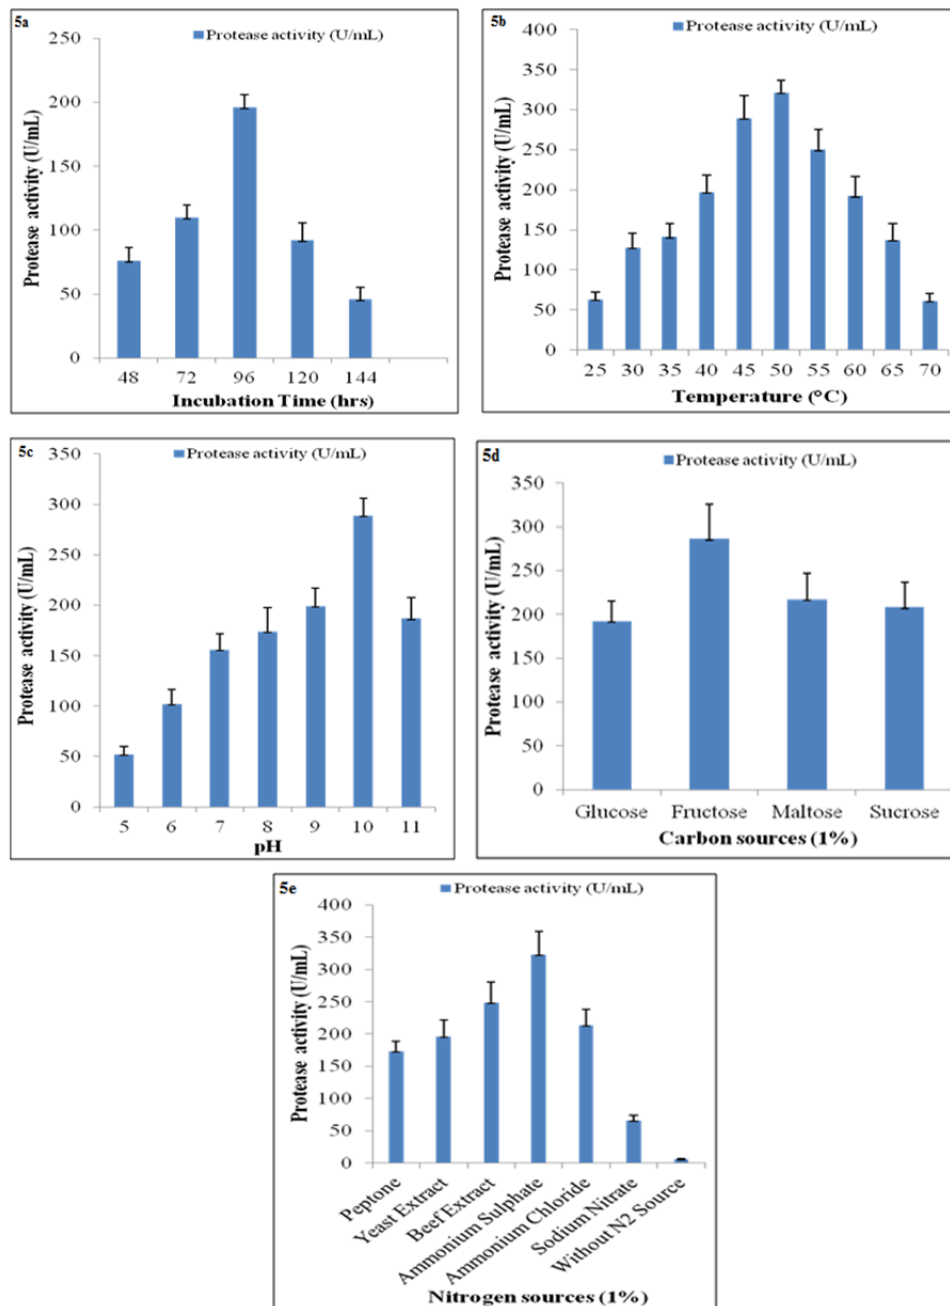 5a
Protease activity (U/mL)
Protease activity (U/mL)
250
200
150
100
50
0
48 72 96 120 144
Incubation Time (hrs)
5b
Protease activity (U/mL)
Protease activity (U/mL)
400
350
300
250
200
150
100
50
0
25 30 35 40 45 50 55 60 65 70
Temperature (°C)
5c
Protease activity (U/mL)
Protease activity (U/mL)
350
300
250
200
150
100
50
0
5 6 7 8 9 10 11
pH
5d
Protease activity (U/mL)
Protease activity (U/mL)
350
300
250
200
150
100
50
0
Glucose Fructose Maltose Sucrose
Carbon sources (1%)
5e
Protease activity (U/mL)
Protease activity (U/mL)
400
350
300
250
200
150
100
50
0
Peptone
Yeast Extract
Beef Extract
Ammonium Sulphate
Ammonium Chloride
Sodium Nitrate
Without N2 Source
Nitrogen sources (1%)